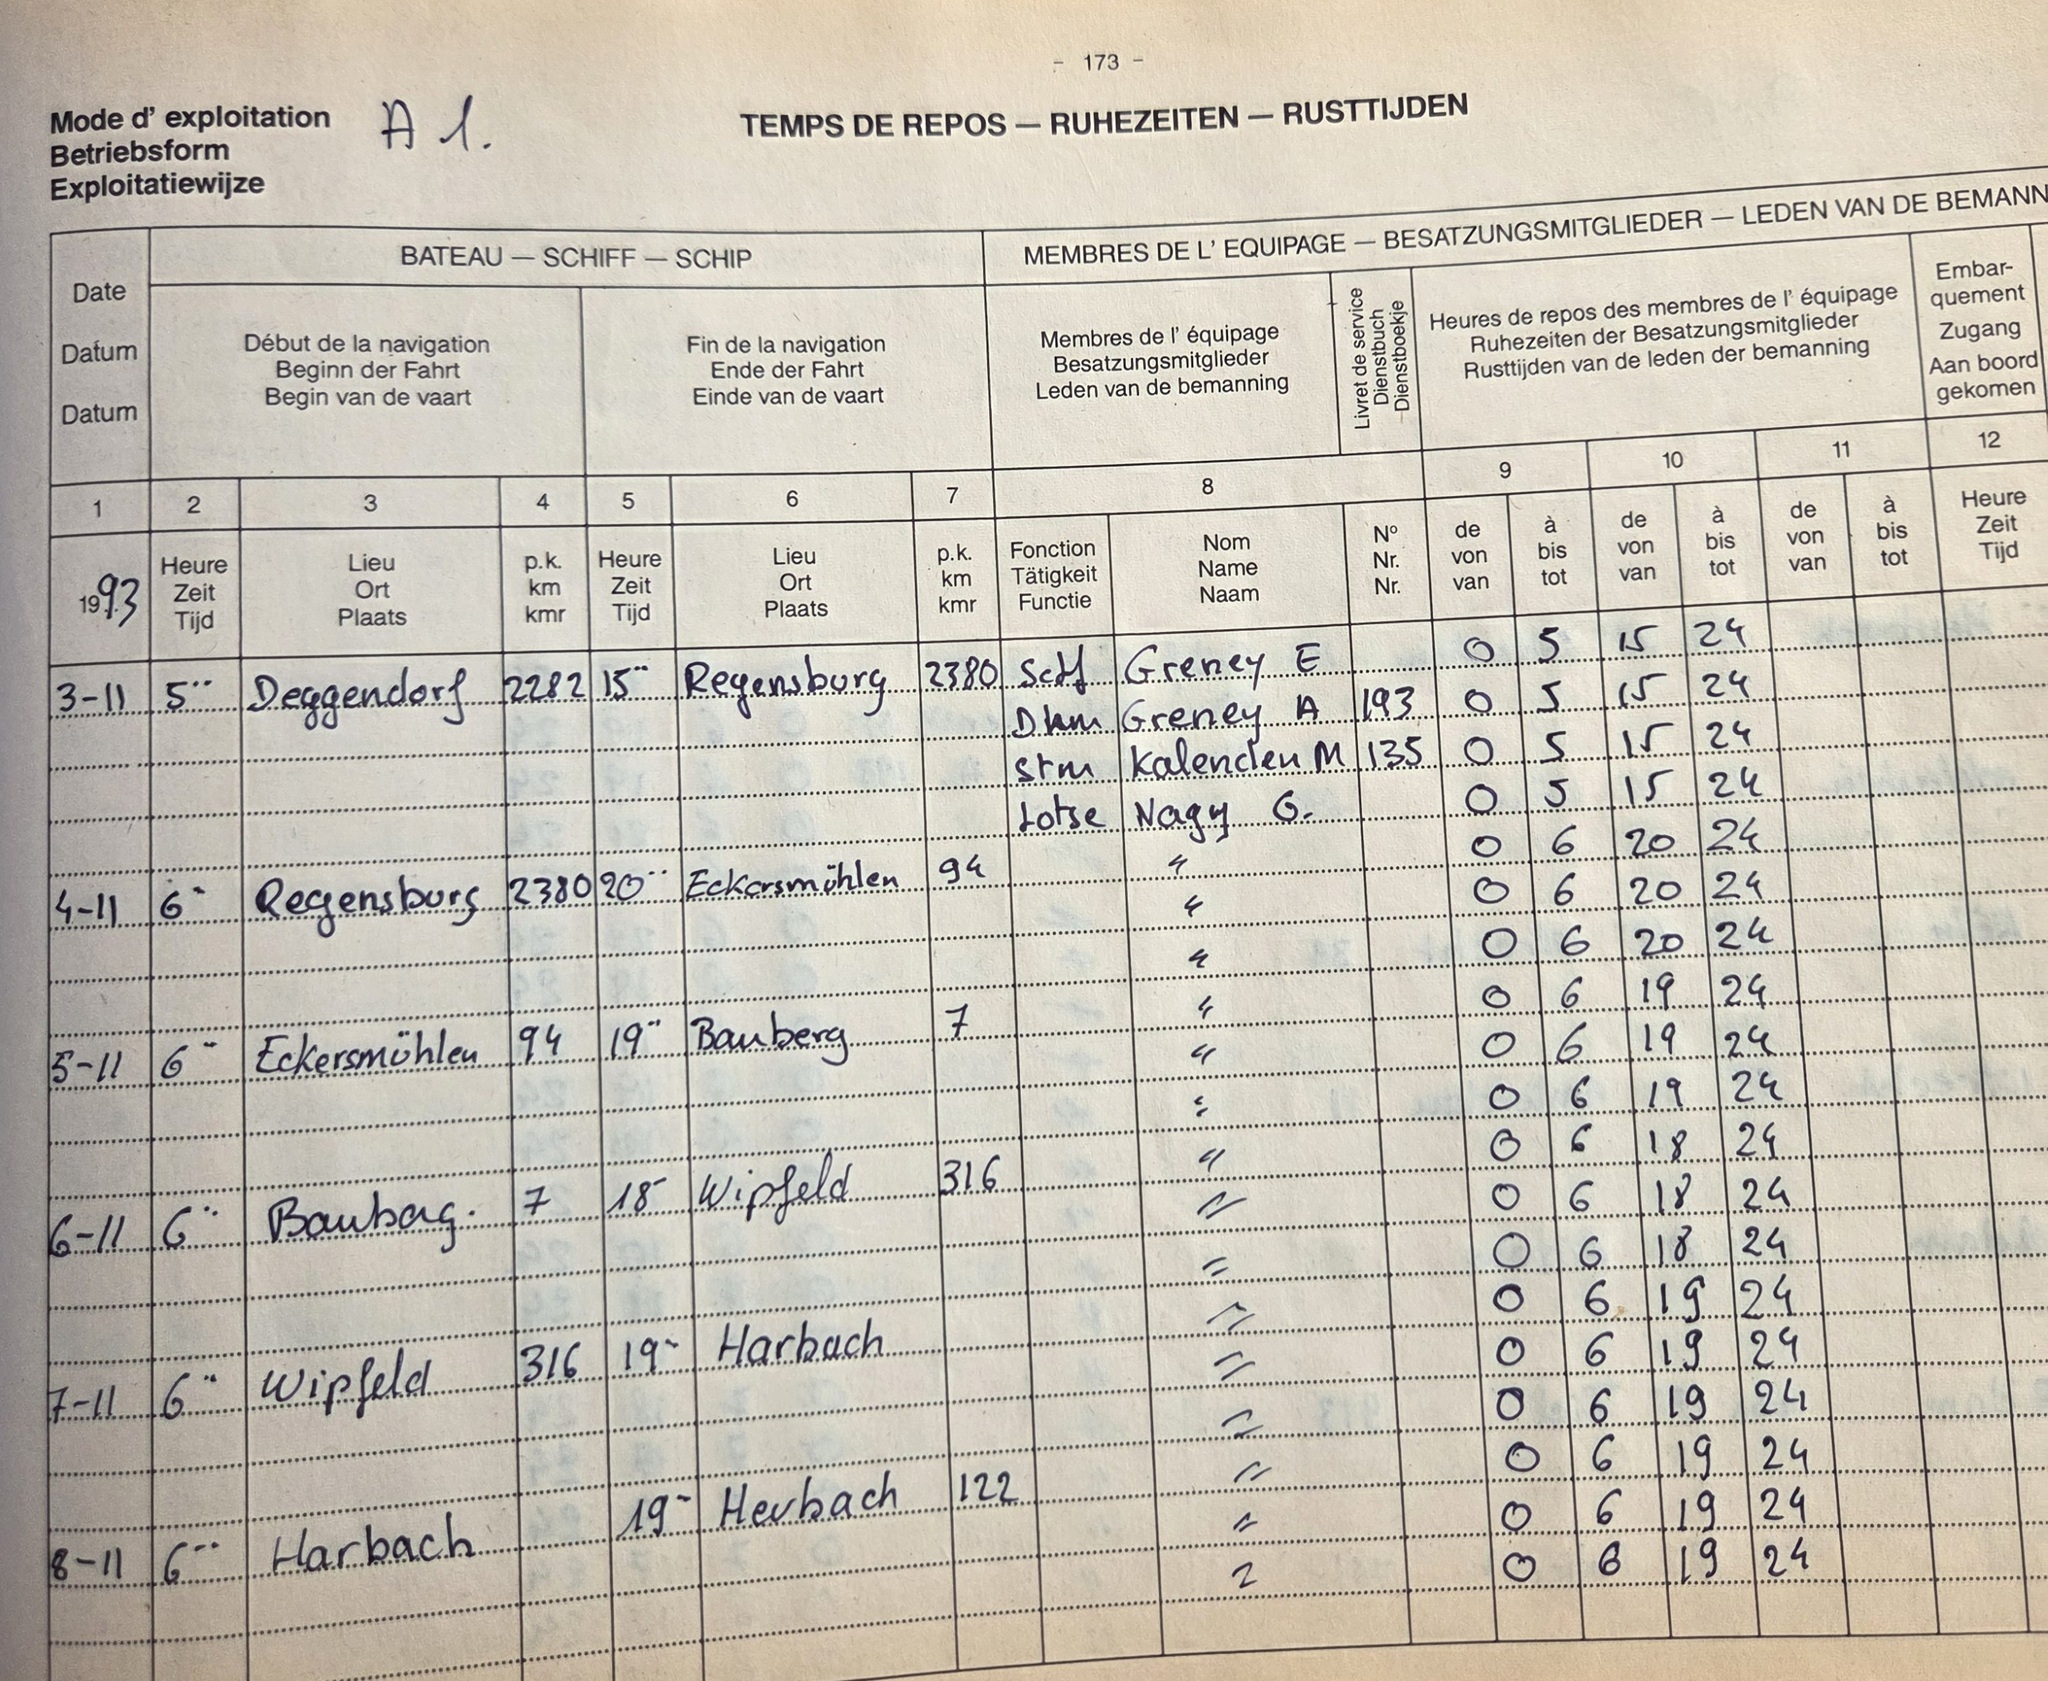 - 173 -
Mode d' exploitation
Betriebsform
Exploitatiewijze
A 1.
TEMPS DE REPOS — RUHEZEITEN — RUSTTIJDEN
Date
Datum
Datum
BATEAU — SCHIFF — SCHIP
MEMBRES DE L' EQUIPAGE — BESATZUNGSMITGLIEDER — LEDEN VAN DE BEMANN
Début de la navigation
Beginn der Fahrt
Begin van de vaart
Fin de la navigation
Ende der Fahrt
Einde van de vaart
Membres de l' équipage
Besatzungsmitglieder
Leden van de bemanning
Livret de service
Dienstbuch
Dienstboekje
Heures de repos des membres de l' équipage
Ruhezeiten der Besatzungsmitglieder
Rusttijden van de leden der bemanning
Embar-
quement
Zugang
Aan boord
gekomen
1 2 3 4 5 6 7 8 9 10 11 12
1993
Heure
Zeit
Tijd
Lieu
Ort
Plaats
p.k.
km
kmr
Heure
Zeit
Tijd
Lieu
Ort
Plaats
p.k.
km
kmr
Fonction
Tätigkeit
Functie
Nom
Name
Naam
Nº
Nr.
Nr.
de
von
van
à
bis
tot
de
von
van
à
bis
tot
de
von
van
à
bis
tot
Heure
Zeit
Tijd
3-11 5 Deggendorf 2282 15 Regensburg 2380 Schf Greney E 0 5 15 24
Dkm Greney A 193 0 5 15 24
stm Kalencien M 135 0 5 15 24
Lotse Nagy G. 0 5 15 24
4-11 6 Regensburg 2380 20 Eckersmöhlen 94 " 0 6 20 24
" 0 6 20 24
" 0 6 20 24
5-11 6 Eckersmöhlen 94 19 Bauberg 7 " 0 6 19 24
" 0 6 19 24
" 0 6 19 24
6-11 6 Bauberg. 7 18 Wipfeld 316 " 0 6 18 24
" 0 6 18 24
" 0 6 18 24
7-11 6 Wipfeld 316 19 Harbach " 0 6 19 24
" 0 6 19 24
" 0 6 19 24
8-11 6 Harbach 19 Heubach 122 " 0 6 19 24
" 0 6 19 24
" 0 6 19 24